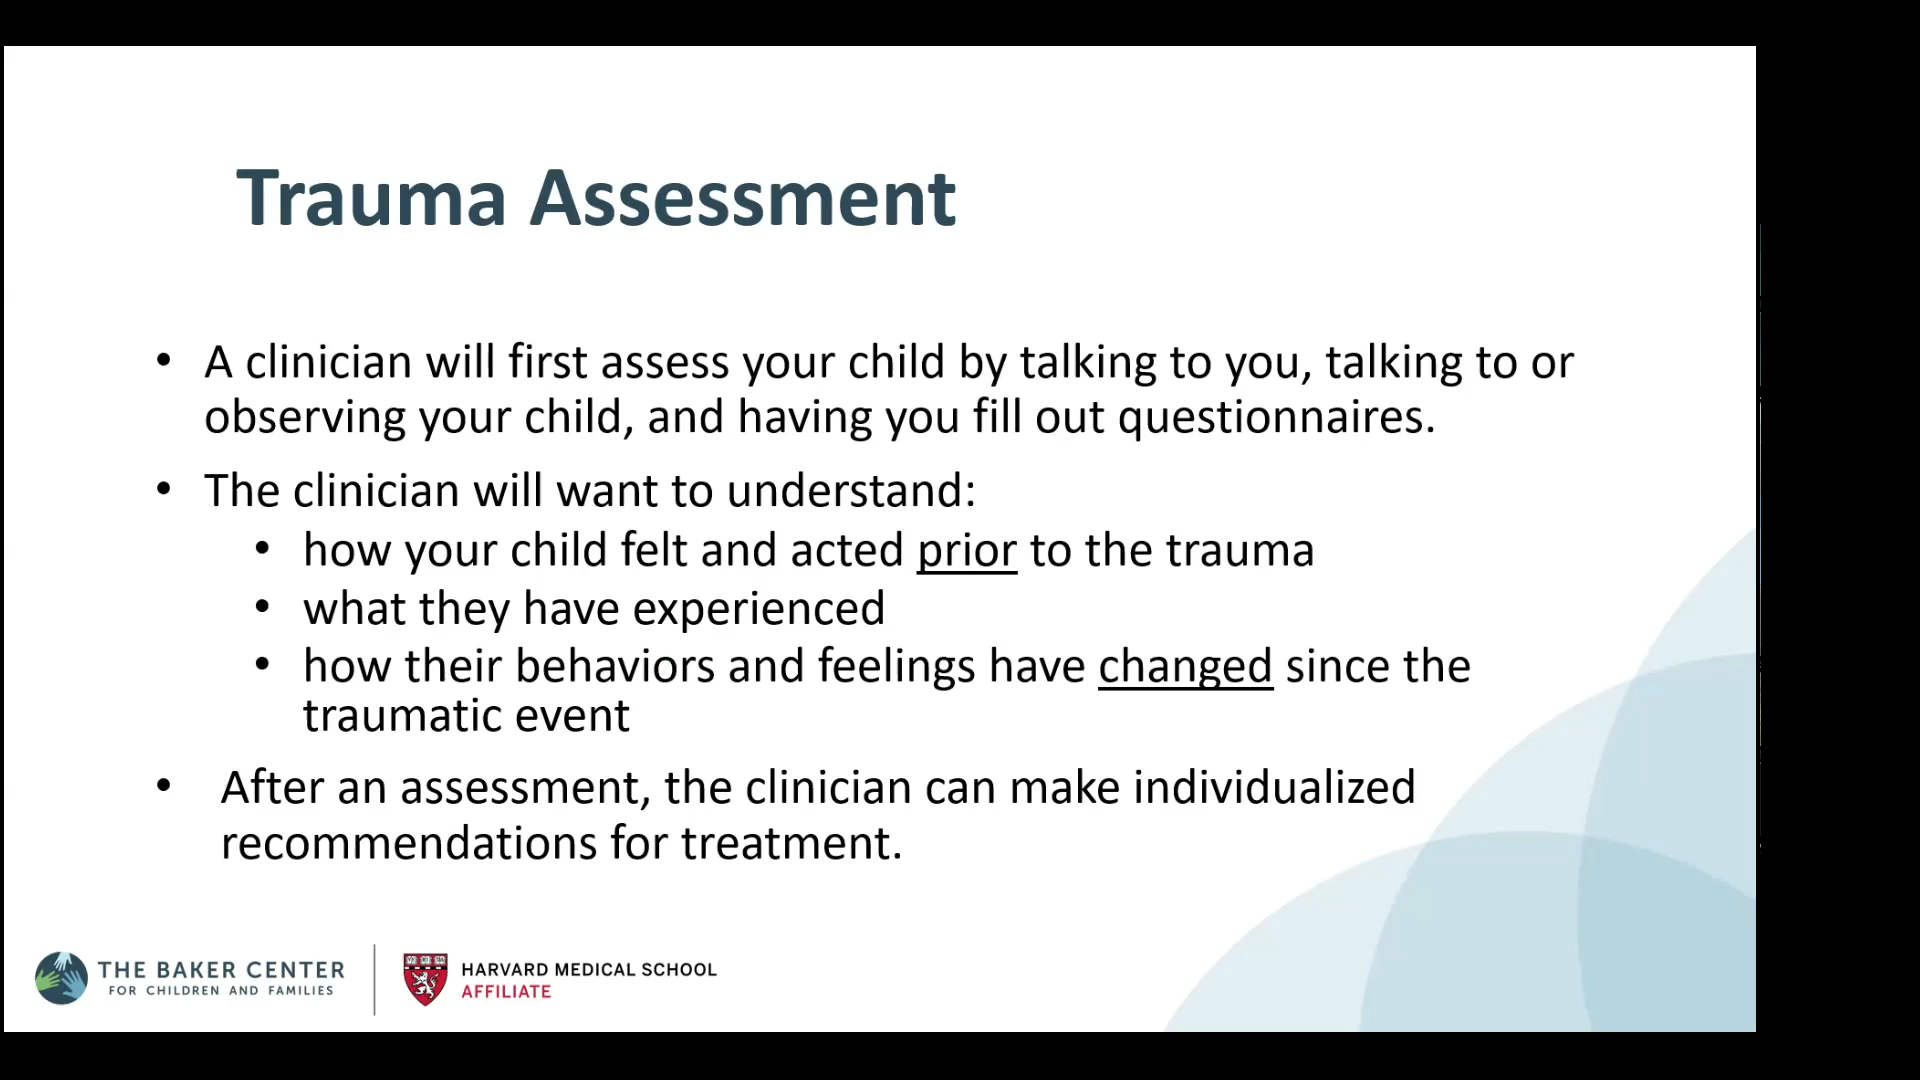 Trauma Assessment
• A clinician will first assess your child by talking to you, talking to or
observing your child, and having you fill out questionnaires.
• The clinician will want to understand:
• how your child felt and acted prior to the trauma
• what they have experienced
• how their behaviors and feelings have changed since the
traumatic event
• After an assessment, the clinician can make individualized
recommendations for treatment.
THE BAKER CENTER
FOR CHILDREN AND FAMILIES
HARVARD MEDICAL SCHOOL
AFFILIATE